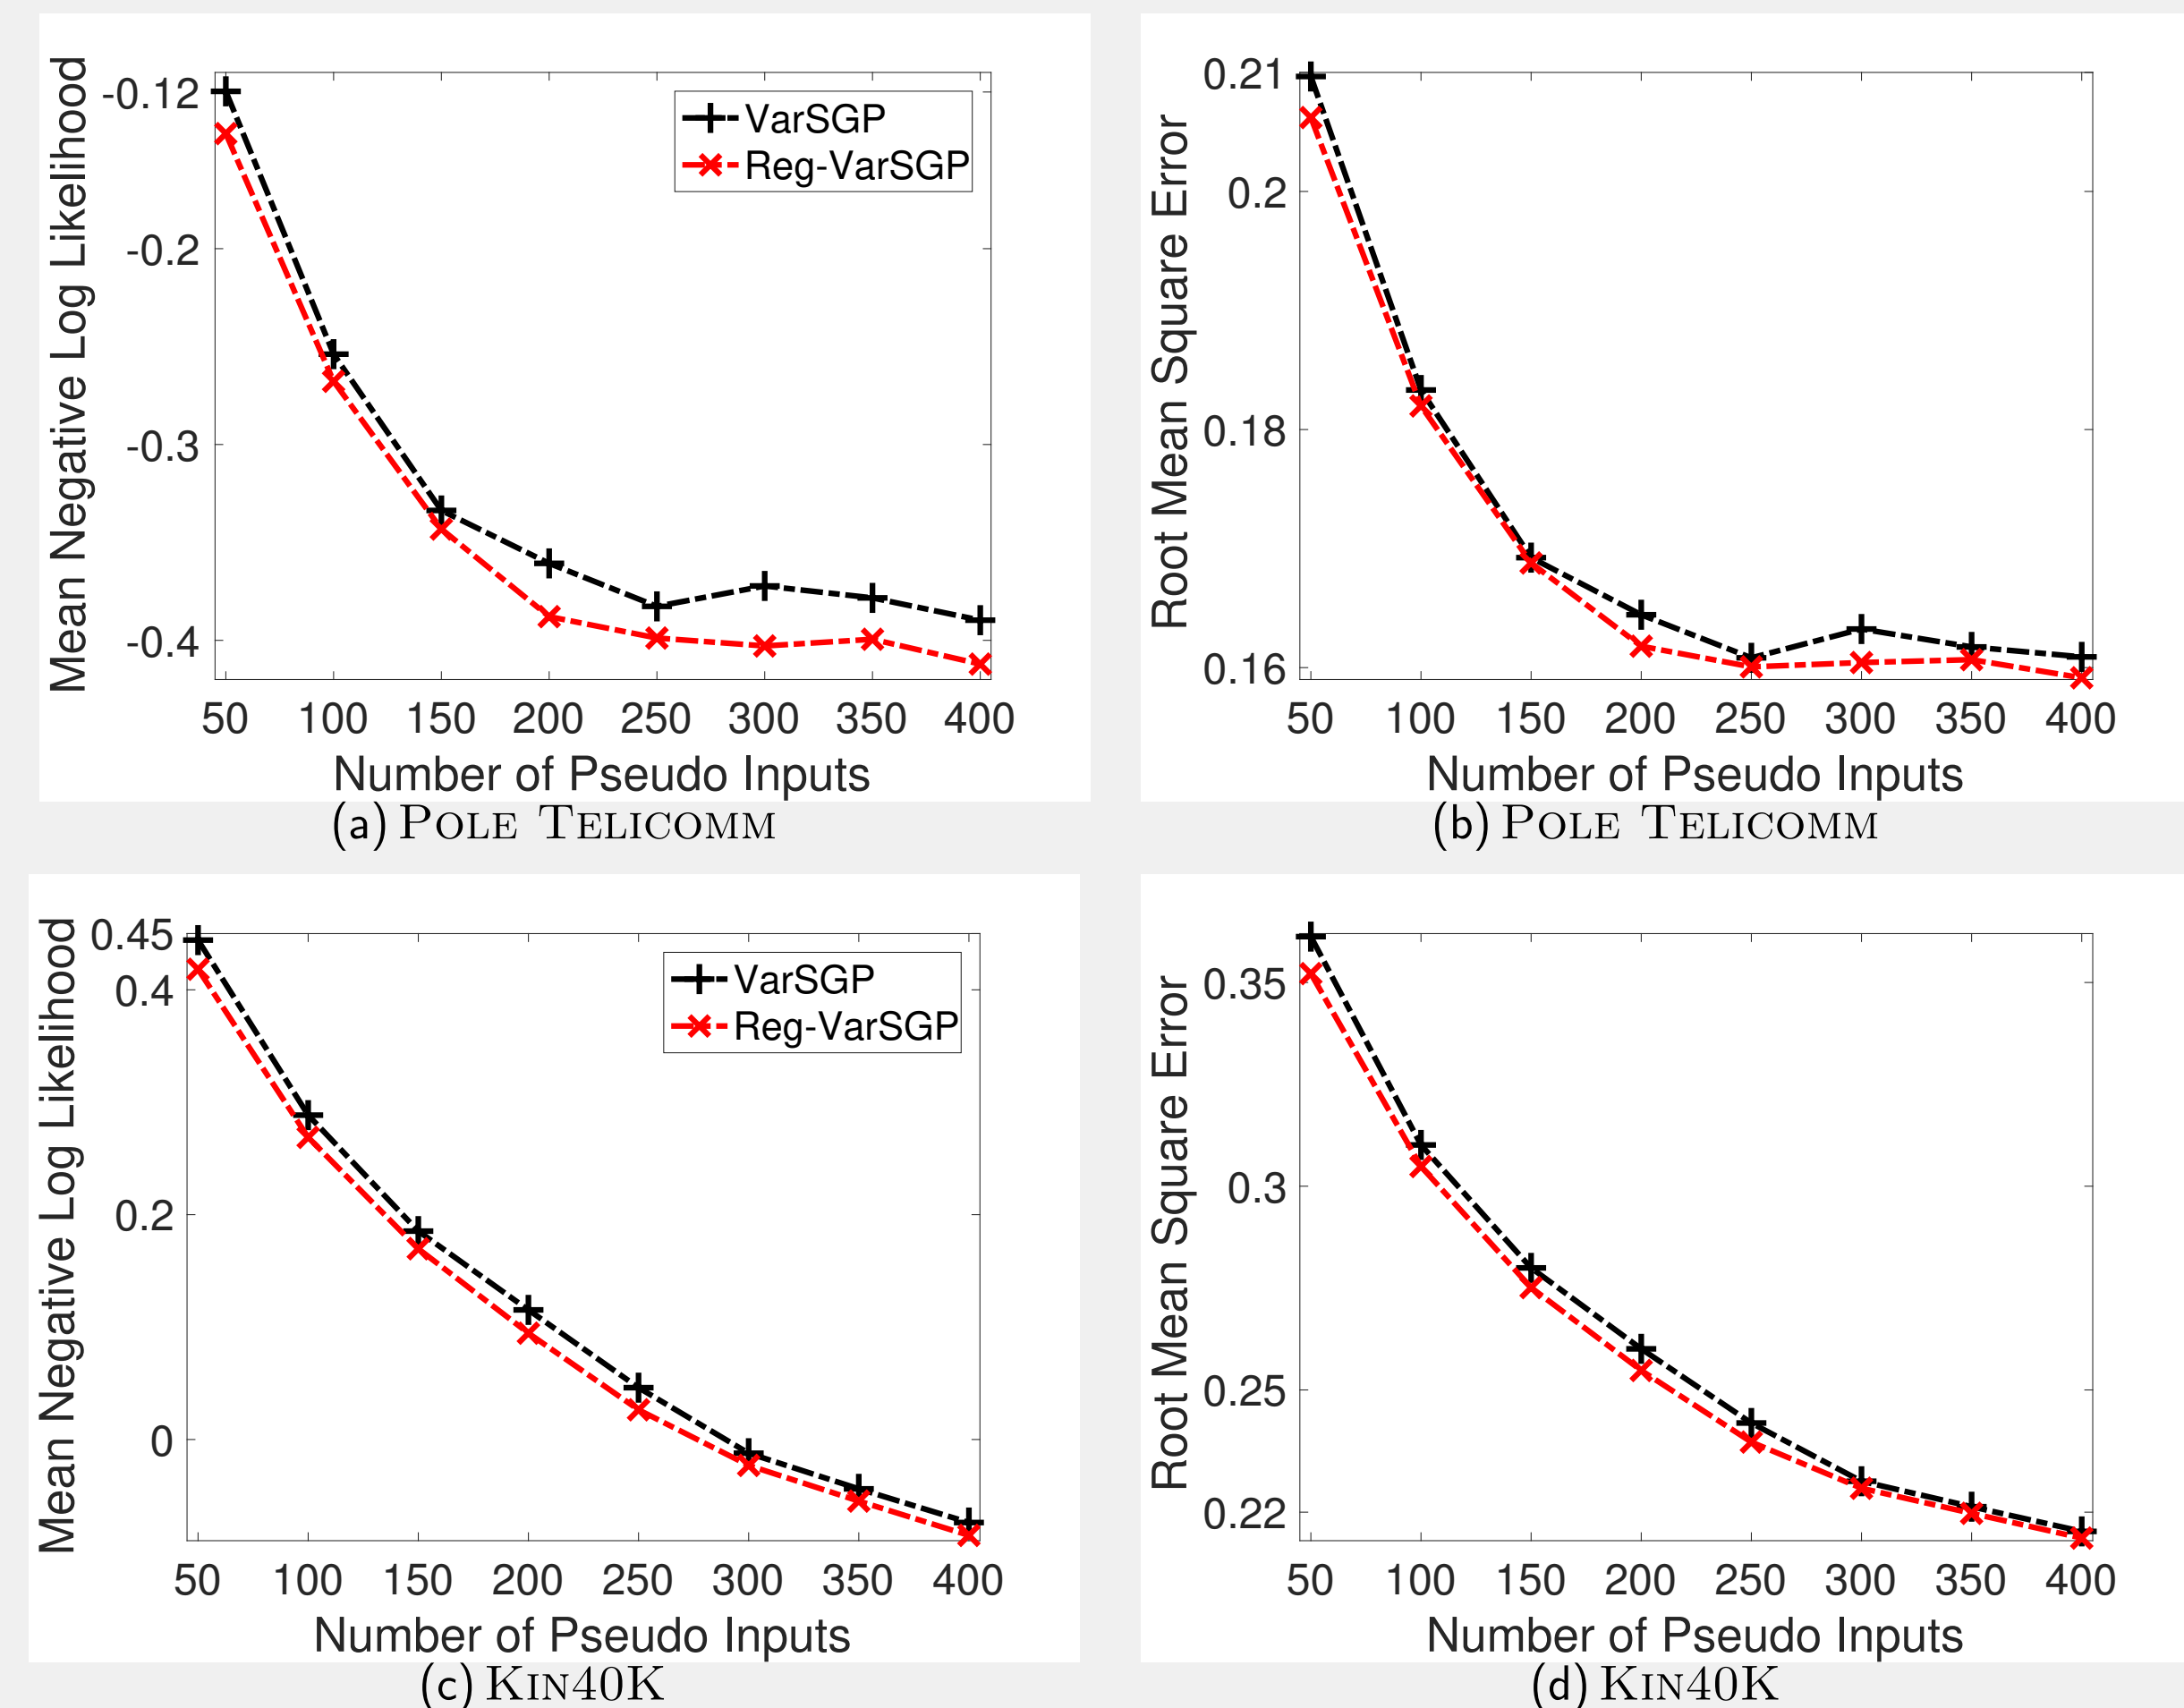 Mean Negative Log Likelihood
-0.12
-0.2
-0.3
-0.4
VarSGP
Reg-VarSGP
50 100 150 200 250 300 350 400
Number of Pseudo Inputs
(a) POLE TELICOMM
Root Mean Square Error
0.21
0.2
0.18
0.16
50 100 150 200 250 300 350 400
Number of Pseudo Inputs
(b) POLE TELICOMM
Mean Negative Log Likelihood
0.45
0.4
0.2
0
VarSGP
Reg-VarSGP
50 100 150 200 250 300 350 400
Number of Pseudo Inputs
(c) KIN40K
Root Mean Square Error
0.35
0.3
0.25
0.22
50 100 150 200 250 300 350 400
Number of Pseudo Inputs
(d) KIN40K